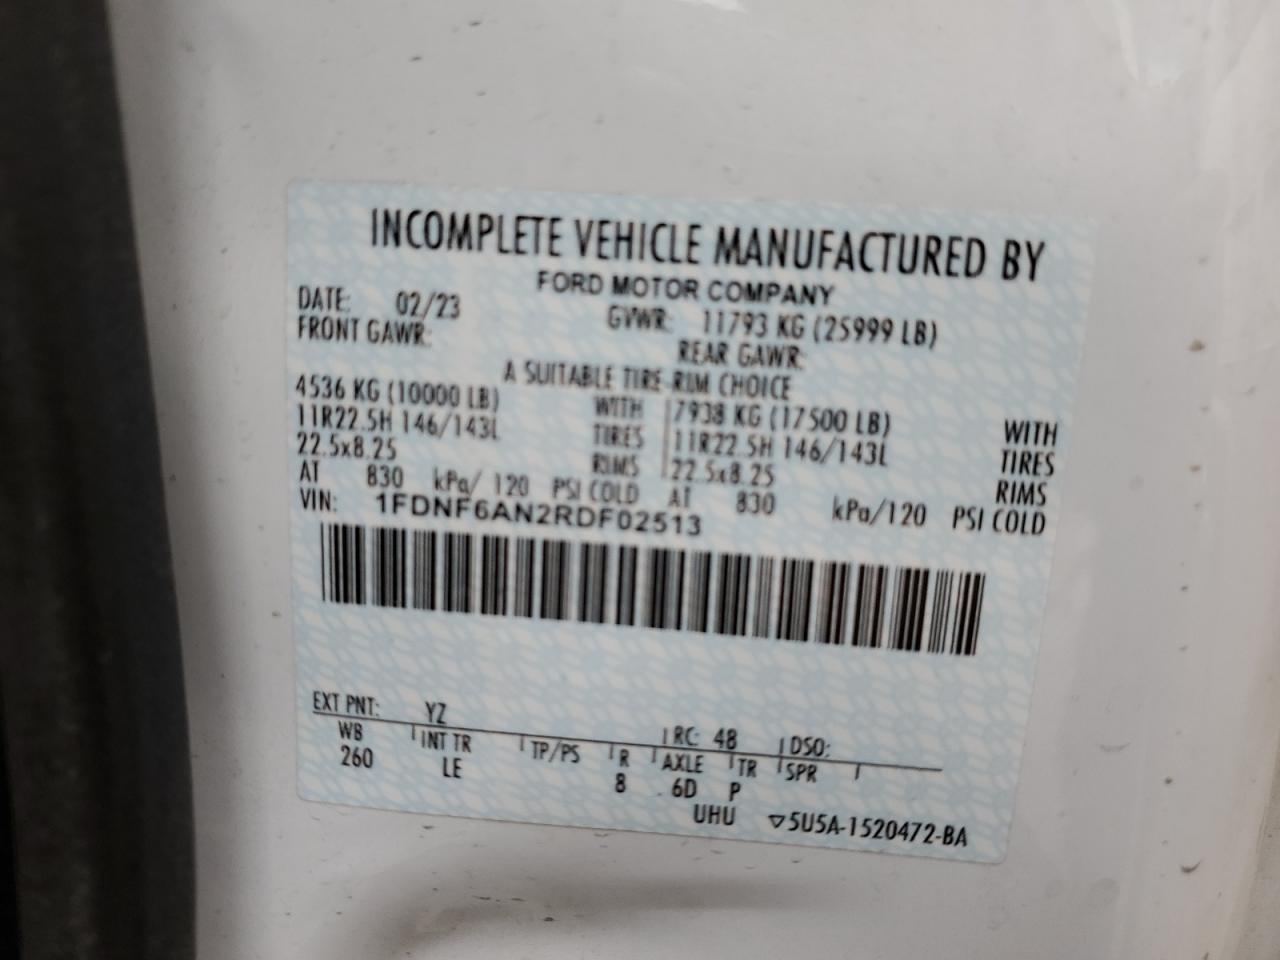 INCOMPLETE VEHICLE MANUFACTURED BY
FORD MOTOR COMPANY
DATE: 02/23 GVWR: 11793 KG (25999 LB)
FRONT GAWR: REAR GAWR:
A SUITABLE TIRE-RIM CHOICE
4536 KG (10000 LB) WITH 7938 KG (17500 LB) WITH
11R22.5H 146/143L TIRES 11R22.5H 146/143L TIRES
22.5x8.25 RIMS 22.5x8.25 RIMS
AT 830 kPa/ 120 PSI COLD AT 830 kPa/120 PSI COLD
VIN: 1FDNF6AN2RDF02513
EXT PNT: YZ RC: 48 DSO:
WB INT TR TP/PS R AXLE TR SPR
260 LE 8 6D P
UHU ▽5U5A-1520472-BA